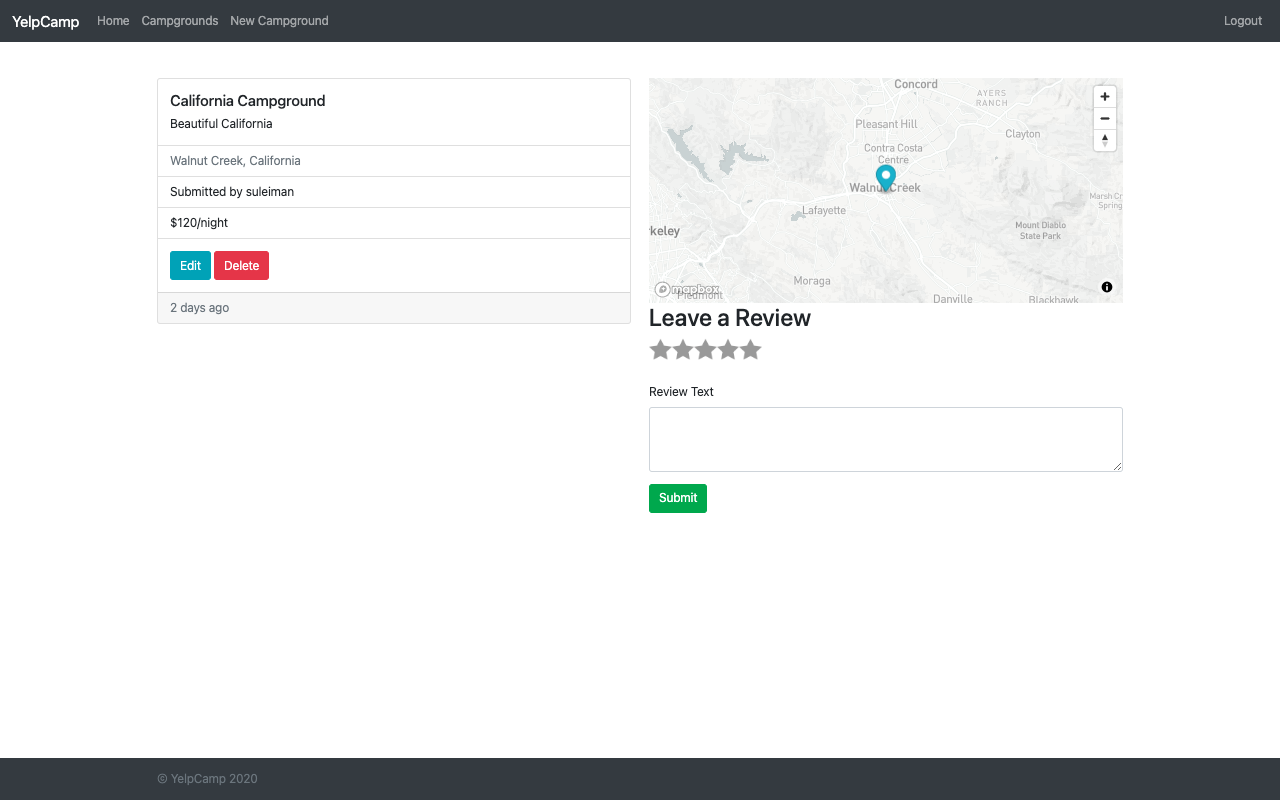 YelpCamp Home Campgrounds New Campground Logout
California Campground
Beautiful California
Walnut Creek, California
Submitted by suleiman
$120/night
Edit Delete
2 days ago
Concord
AYERS
RANCH
Pleasant Hill
Clayton
Contra Costa
Centre
Walnut Creek
Marsh Cr
Spring
Lafayette
Mount Diablo
State Park
rkeley
Moraga
mapbox
Piedmont
Danville
Blackhawk
Leave a Review
Review Text
Submit
© YelpCamp 2020